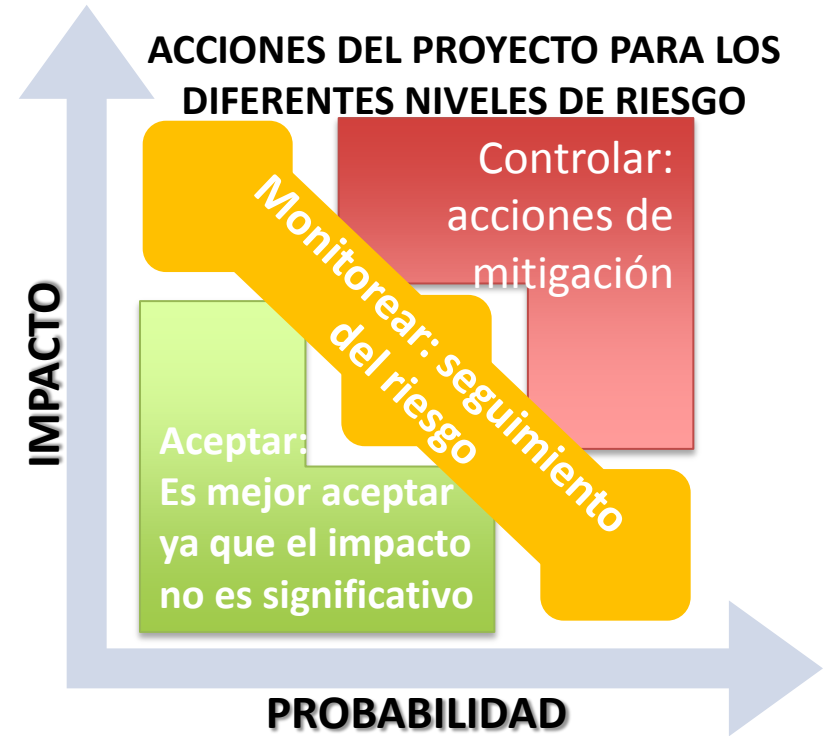 ACCIONES DEL PROYECTO PARA LOS
DIFERENTES NIVELES DE RIESGO
Controlar:
acciones de
mitigación
Monitorear: seguimiento
del riesgo
Aceptar:
Es mejor aceptar
ya que el impacto
no es significativo
IMPACTO
PROBABILIDAD